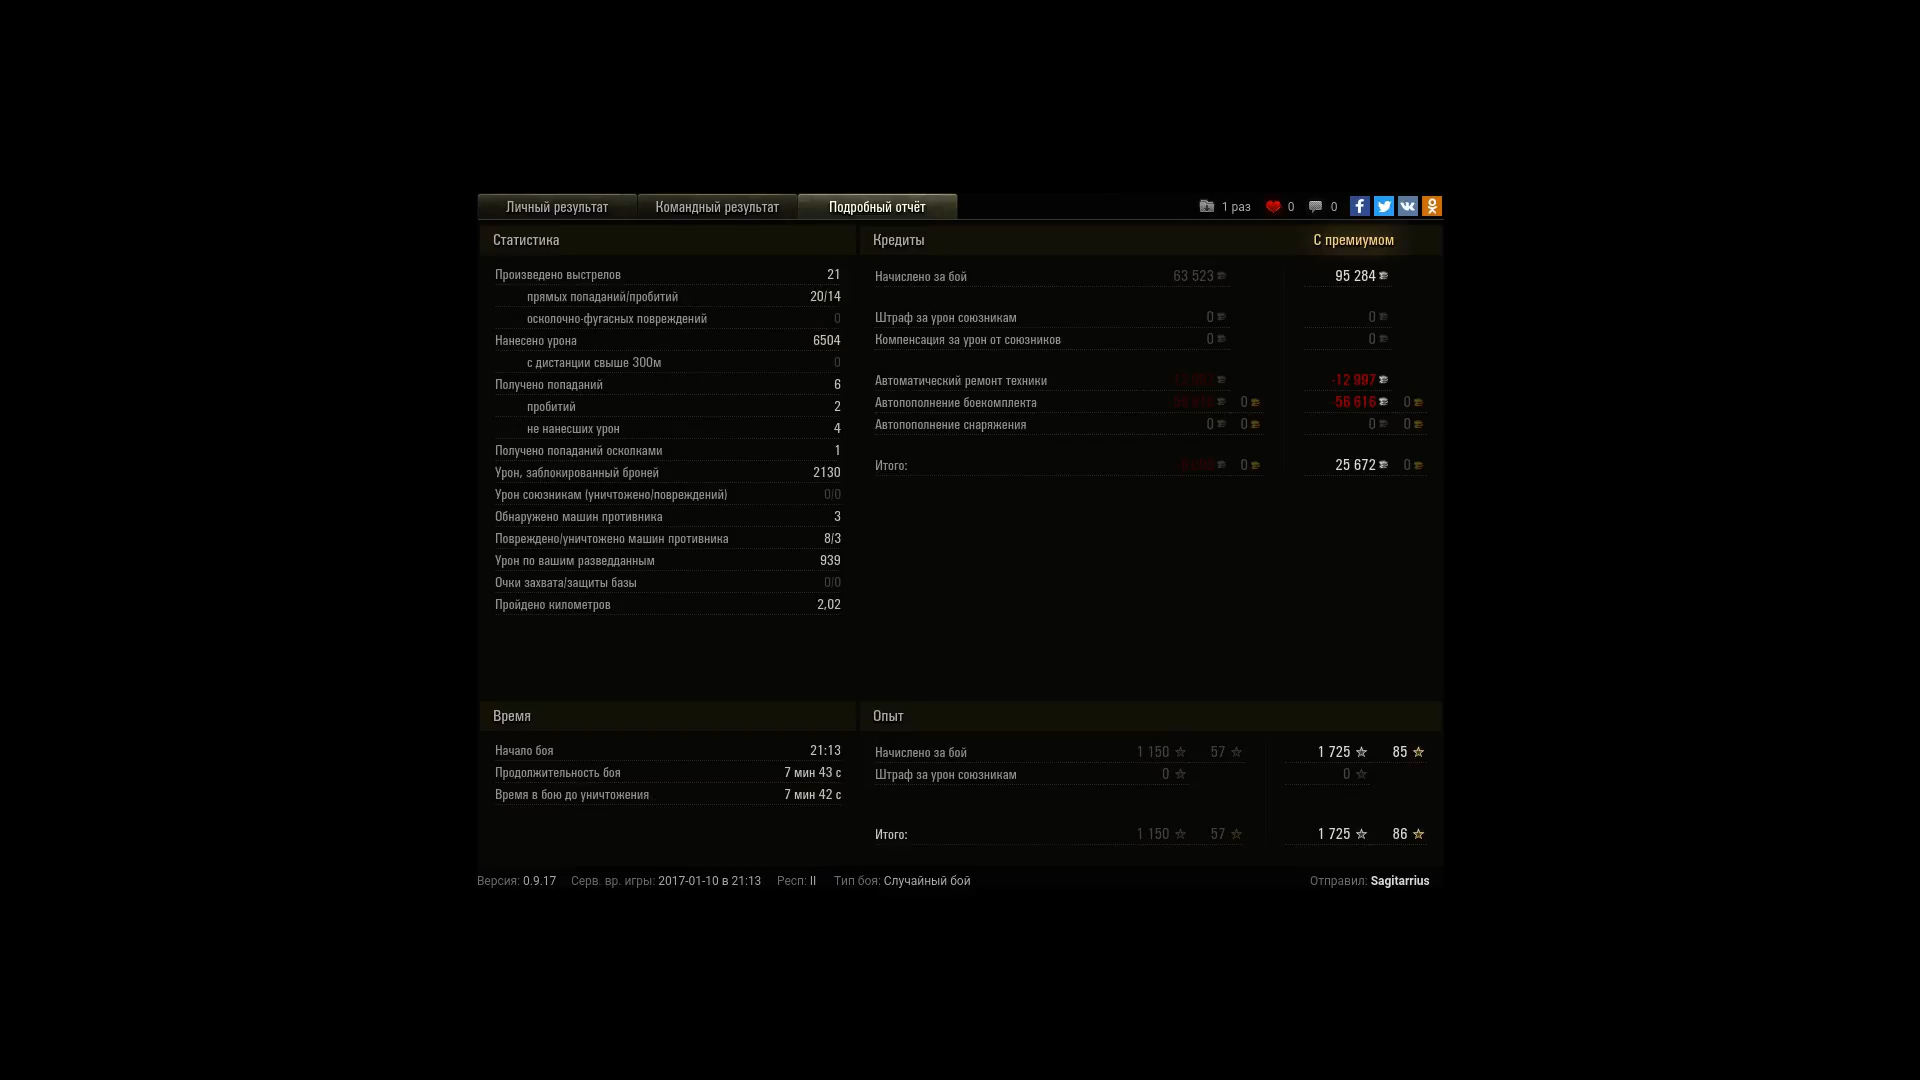 Личный результат Командный результат Подробный отчёт 1 раз 0 0
Статистика
Произведено выстрелов 21
прямых попаданий/пробитий 20/14
осколочно-фугасных повреждений 0
Нанесено урона 6504
с дистанции свыше 300м 0
Получено попаданий 6
пробитий 2
не нанесших урон 4
Получено попаданий осколками 1
Урон, заблокированный броней 2130
Урон союзникам (уничтожено/повреждений) 0/0
Обнаружено машин противника 3
Повреждено/уничтожено машин противника 8/3
Урон по вашим разведданным 939
Очки захвата/защиты базы 0/0
Пройдено километров 2,02
Кредиты С премиумом
Начислено за бой 63 523 95 284
Штраф за урон союзникам 0 0
Компенсация за урон от союзников 0 0
Автоматический ремонт техники -12 997
Автопополнение боекомплекта 0 -56 616 0
Автопополнение снаряжения 0 0 0 0
Итого: 0 25 672 0
Время
Начало боя 21:13
Продолжительность боя 7 мин 43 с
Время в бою до уничтожения 7 мин 42 с
Опыт
Начислено за бой 1 150 57 1 725 85
Штраф за урон союзникам 0 0
Итого: 1 150 57 1 725 86
Версия: 0.9.17 Серв. вр. игры: 2017-01-10 в 21:13 Респ: II Тип боя: Случайный бой Отправил: Sagitarrius